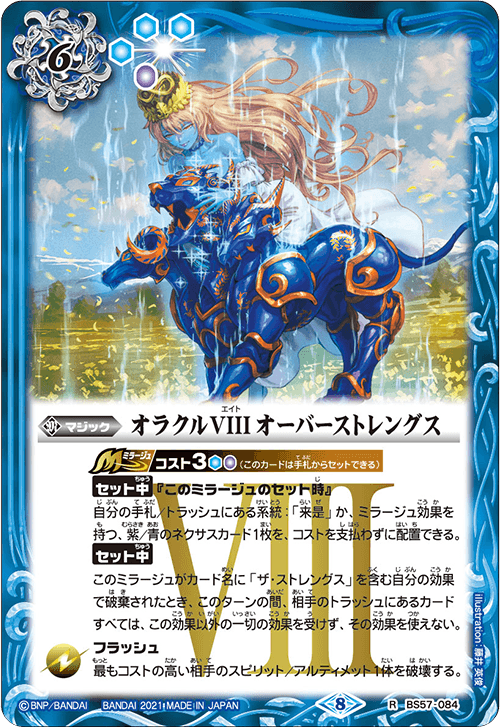 6
マジック
エイト
オラクルVIII オーバーストレングス
ミラージュ コスト3 (このカードは手札からセットできる)
セット中『このミラージュのセット時』
自分の手札/トラッシュにある系統：「来是」か、ミラージュ効果を
持つ、紫/青のネクサスカード1枚を、コストを支払わずに配置できる。
セット中
このミラージュがカード名に「ザ・ストレングス」を含む自分の効果
で破棄されたとき、このターンの間、相手のトラッシュにあるカード
すべては、この効果以外の一切の効果を受けず、その効果を使えない。
フラッシュ
最もコストの高い相手のスピリット/アルティメット1体を破壊する。
illustration 藤井 英俊
©BNP/BANDAI BANDAI 2021 MADE IN JAPAN 8 R BS57-084